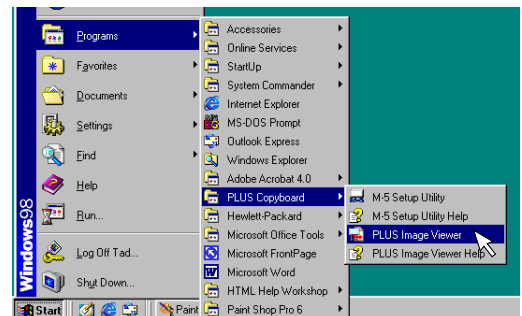 Programs
Favorites
Documents
Settings
Find
Help
Run...
Log Off Tad...
Shut Down...
Windows98
Start
Paint
Accessories
Online Services
StartUp
System Commander
Internet Explorer
MS-DOS Prompt
Outlook Express
Windows Explorer
Adobe Acrobat 4.0
PLUS Copyboard
Hewlett-Packard
Microsoft Office Tools
Microsoft FrontPage
Microsoft Word
HTML Help Workshop
Paint Shop Pro 6
M-5 Setup Utility
M-5 Setup Utility Help
PLUS Image Viewer
PLUS Image Viewer Help